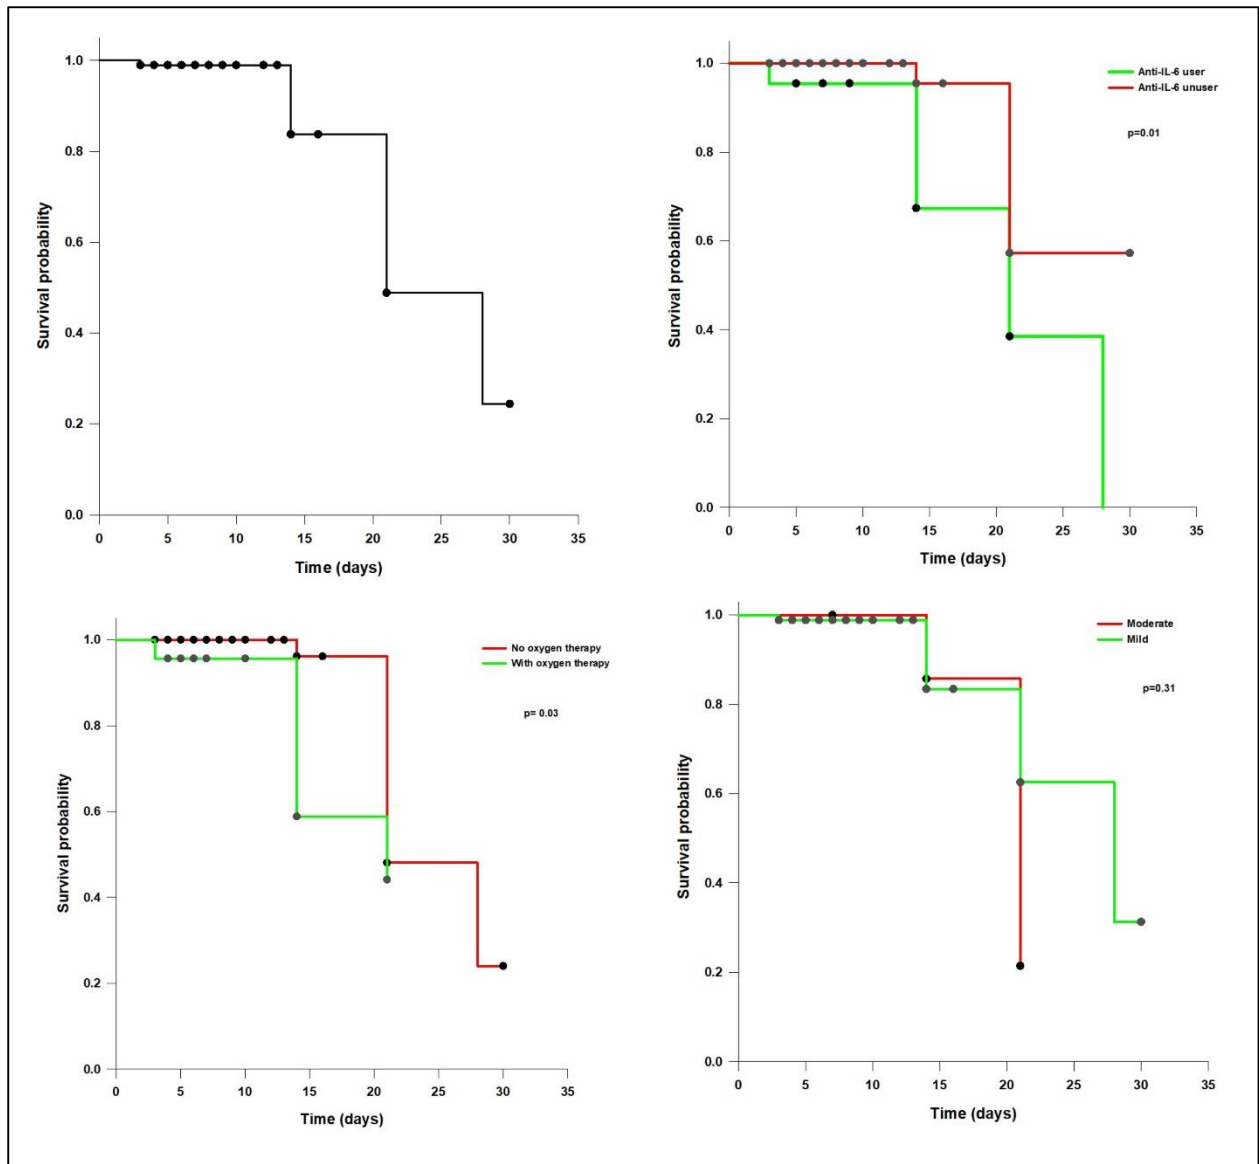 1.0
0.8
0.6
0.4
0.2
0.0
Survival probability
0 5 10 15 20 25 30 35
Time (days)
1.0
0.8
0.6
0.4
0.2
0.0
Survival probability
Anti-IL-6 user
Anti-IL-6 unuser
p=0.01
0 5 10 15 20 25 30 35
Time (days)
1.0
0.8
0.6
0.4
0.2
0.0
Survival probability
No oxygen therapy
With oxygen therapy
p= 0.03
0 5 10 15 20 25 30 35
Time (days)
1.0
0.8
0.6
0.4
0.2
0.0
Survival probability
Moderate
Mild
p=0.31
0 5 10 15 20 25 30 35
Time (days)